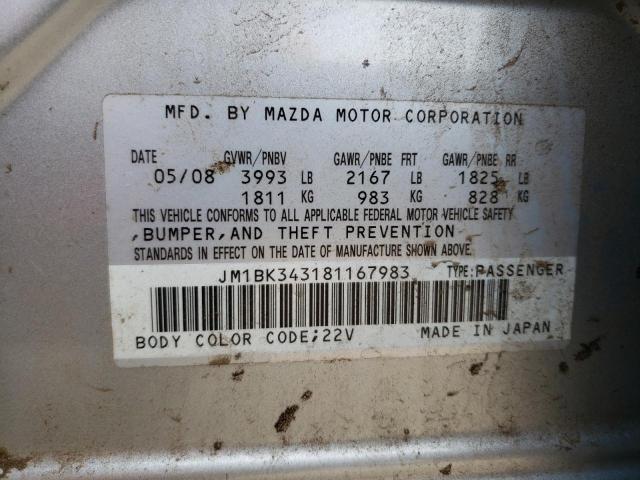 MFD. BY MAZDA MOTOR CORPORATION
DATE GVWR/PNBV GAWR/PNBE FRT GAWR/PNBE RR
05/08 3993 LB 2167 LB 1825 LB
1811 KG 983 KG 828 KG
THIS VEHICLE CONFORMS TO ALL APPLICABLE FEDERAL MOTOR VEHICLE SAFETY
,BUMPER,AND THEFT PREVENTION
STANDARDS IN EFFECT ON THE DATE OF MANUFACTURE SHOWN ABOVE.
JM1BK343181167983 TYPE:PASSENGER
BODY COLOR CODE;22V MADE IN JAPAN